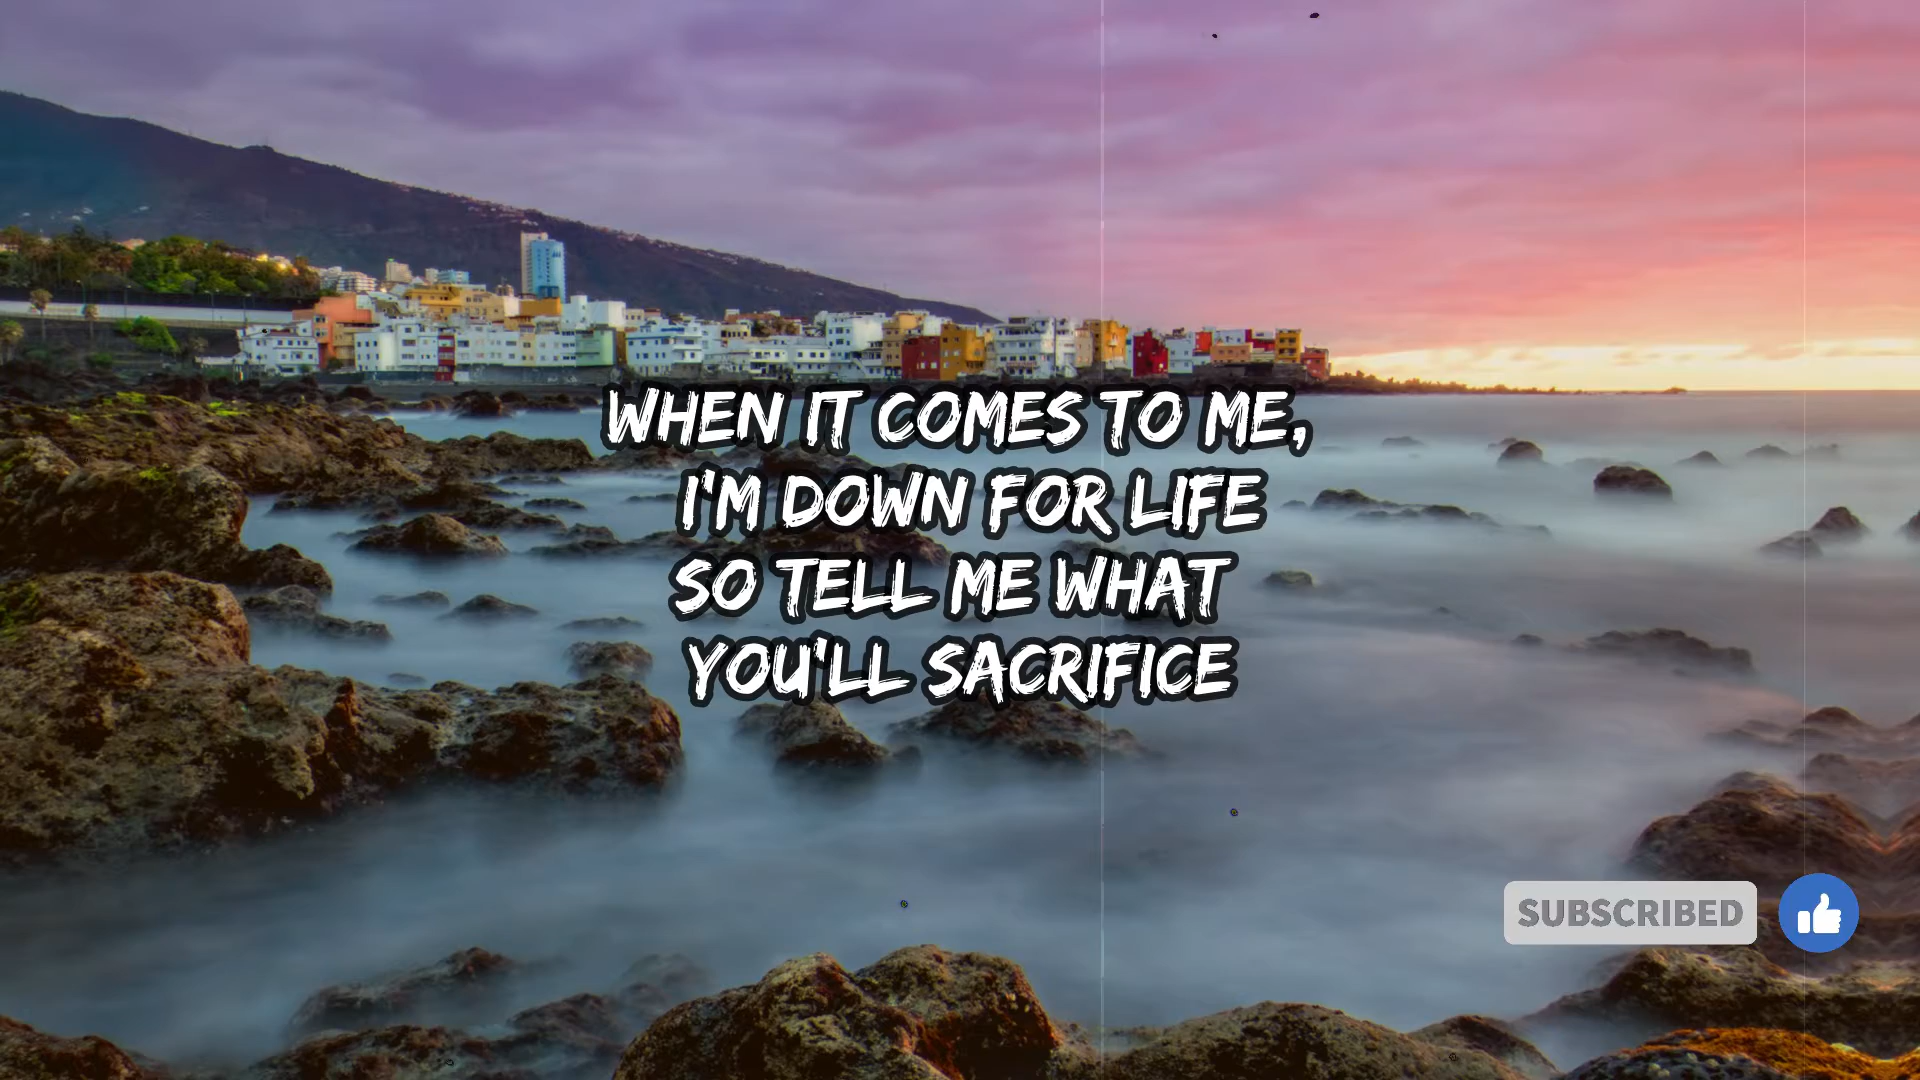 WHEN IT COMES TO ME,
I'M DOWN FOR LIFE
SO TELL ME WHAT
YOU'LL SACRIFICE
SUBSCRIBED